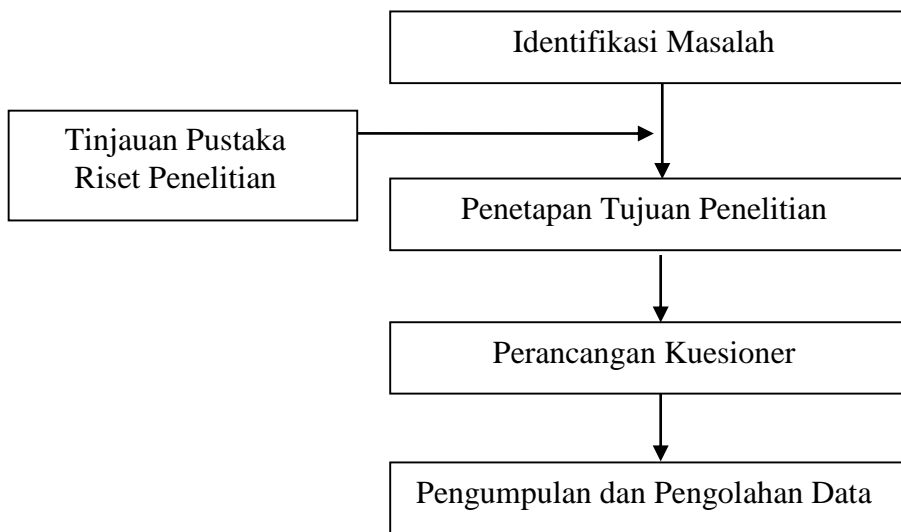 Identifikasi Masalah
Tinjauan Pustaka
Riset Penelitian
Penetapan Tujuan Penelitian
Perancangan Kuesioner
Pengumpulan dan Pengolahan Data